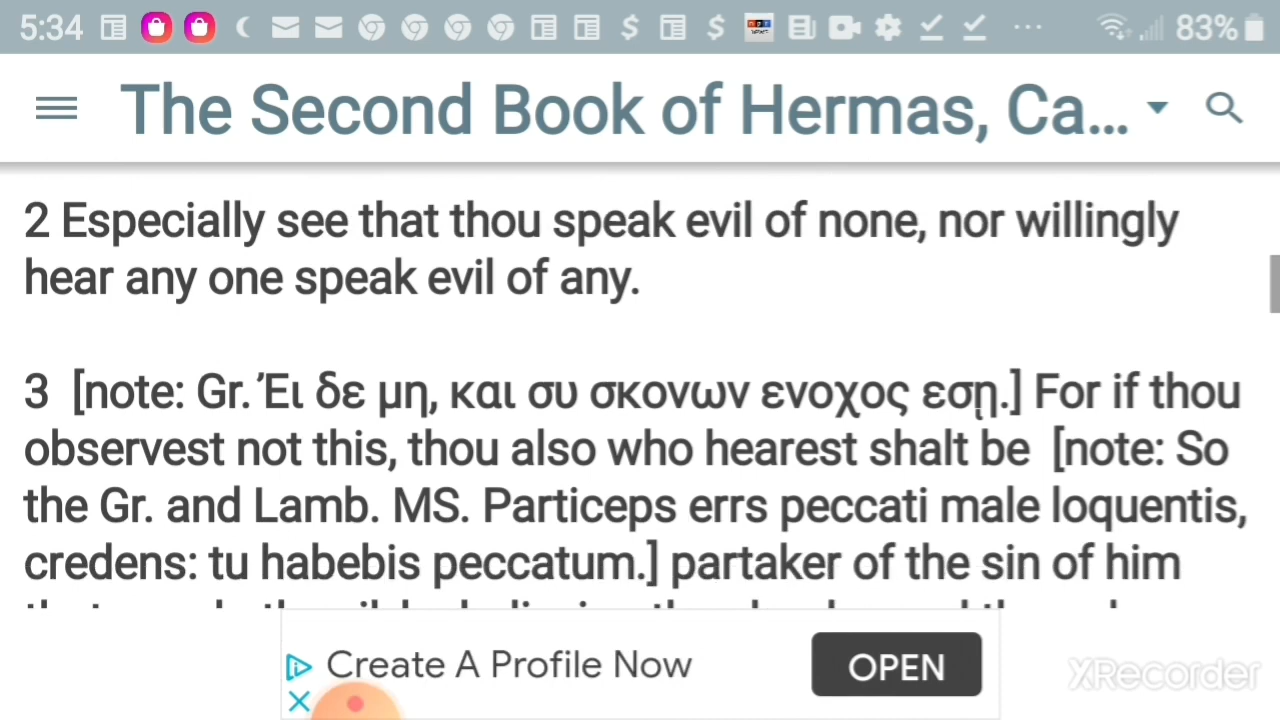 5:34
83%
The Second Book of Hermas, Ca...
2 Especially see that thou speak evil of none, nor willingly
hear any one speak evil of any.
3 [note: Gr. Έι δε μη, και συ σκονων ενοχος εσῃ.] For if thou
observest not this, thou also who hearest shalt be [note: So
the Gr. and Lamb. MS. Particeps errs peccati male loquentis,
credens: tu habebis peccatum.] partaker of the sin of him
Create A Profile Now
OPEN
XRecorder